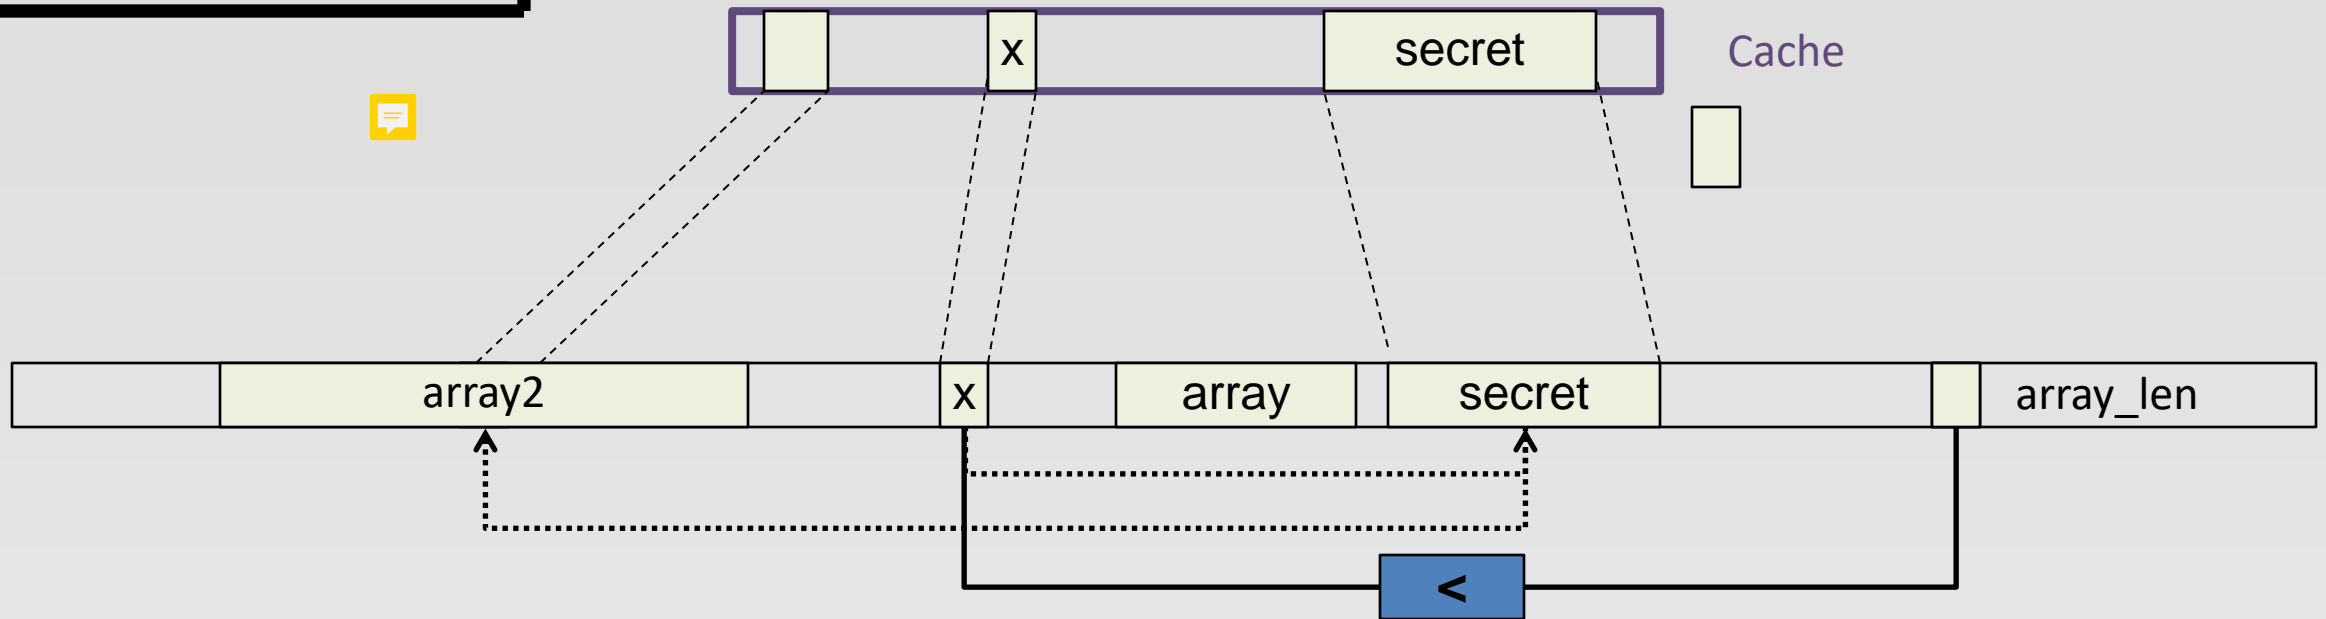 x
secret
Cache
array2
x
array
secret
array_len
<